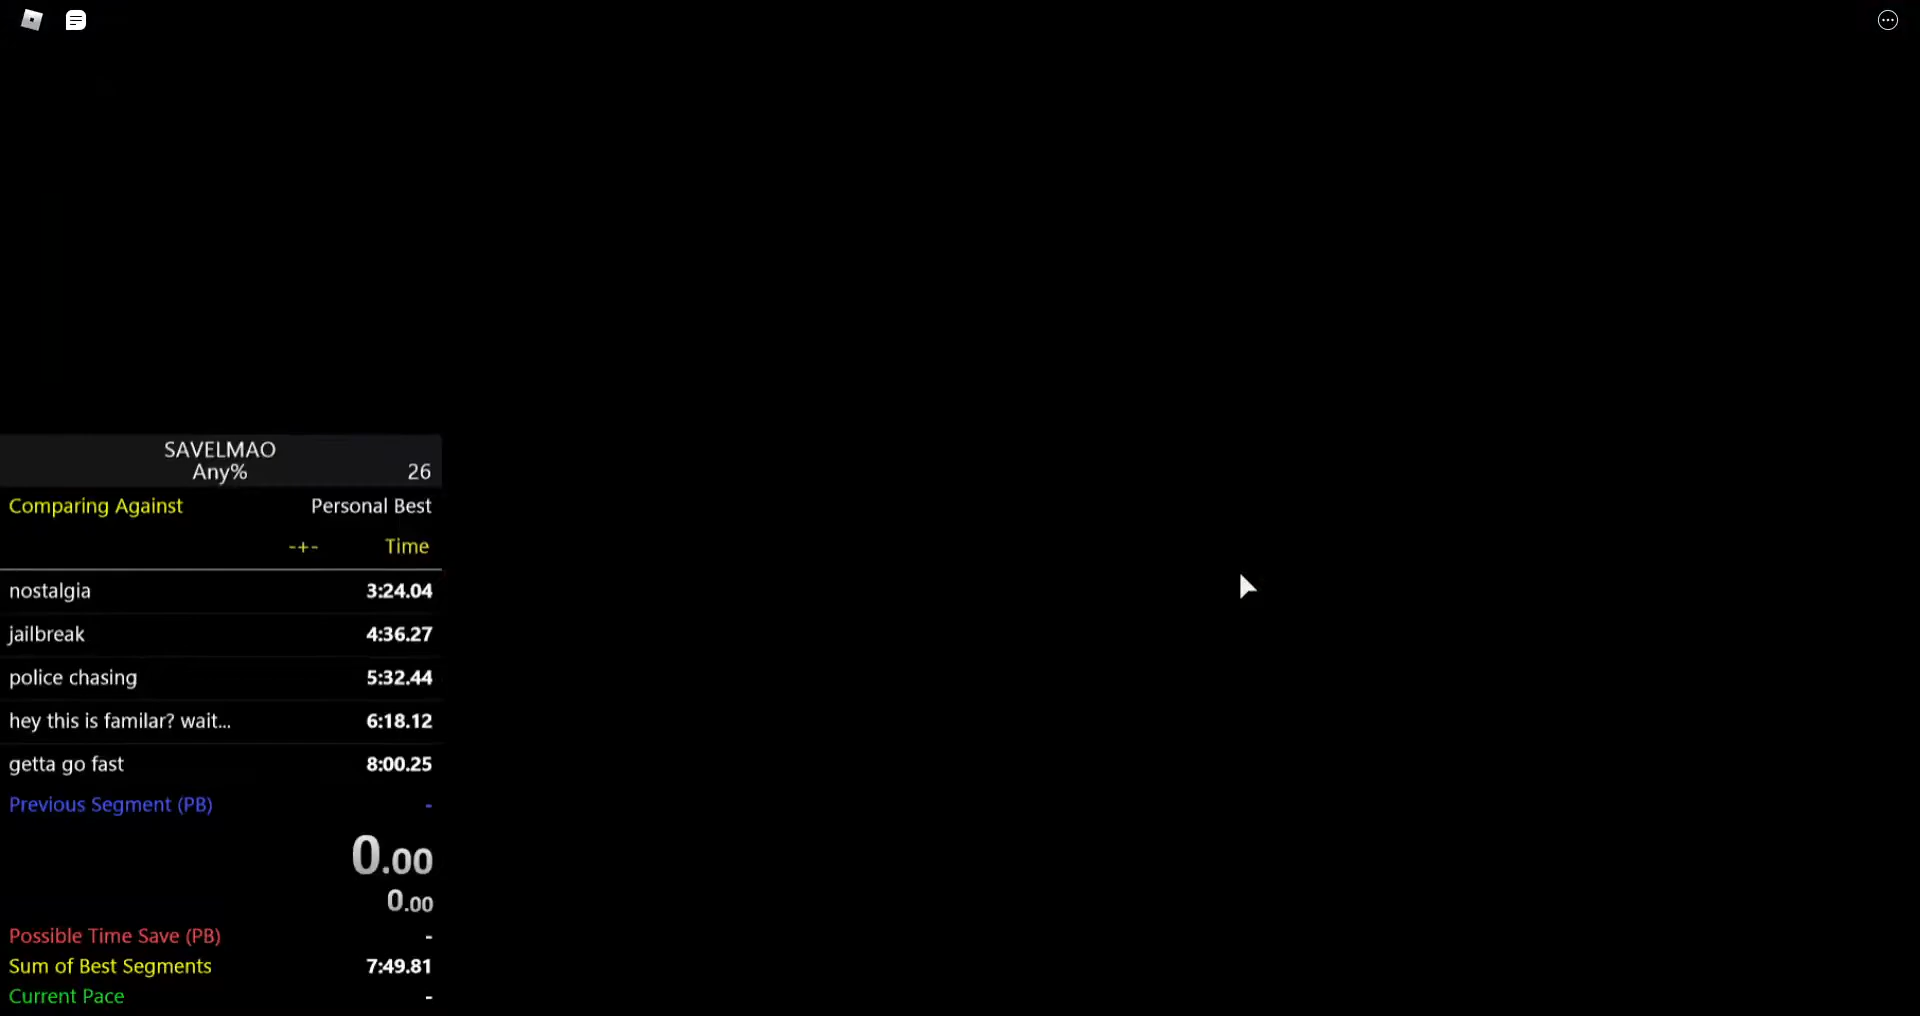 SAVELMAO
Any% 26
Comparing Against Personal Best
-+- Time
nostalgia 3:24.04
jailbreak 4:36.27
police chasing 5:32.44
hey this is familar? wait... 6:18.12
getta go fast 8:00.25
Previous Segment (PB) -
0.00
0.00
Possible Time Save (PB) -
Sum of Best Segments 7:49.81
Current Pace -